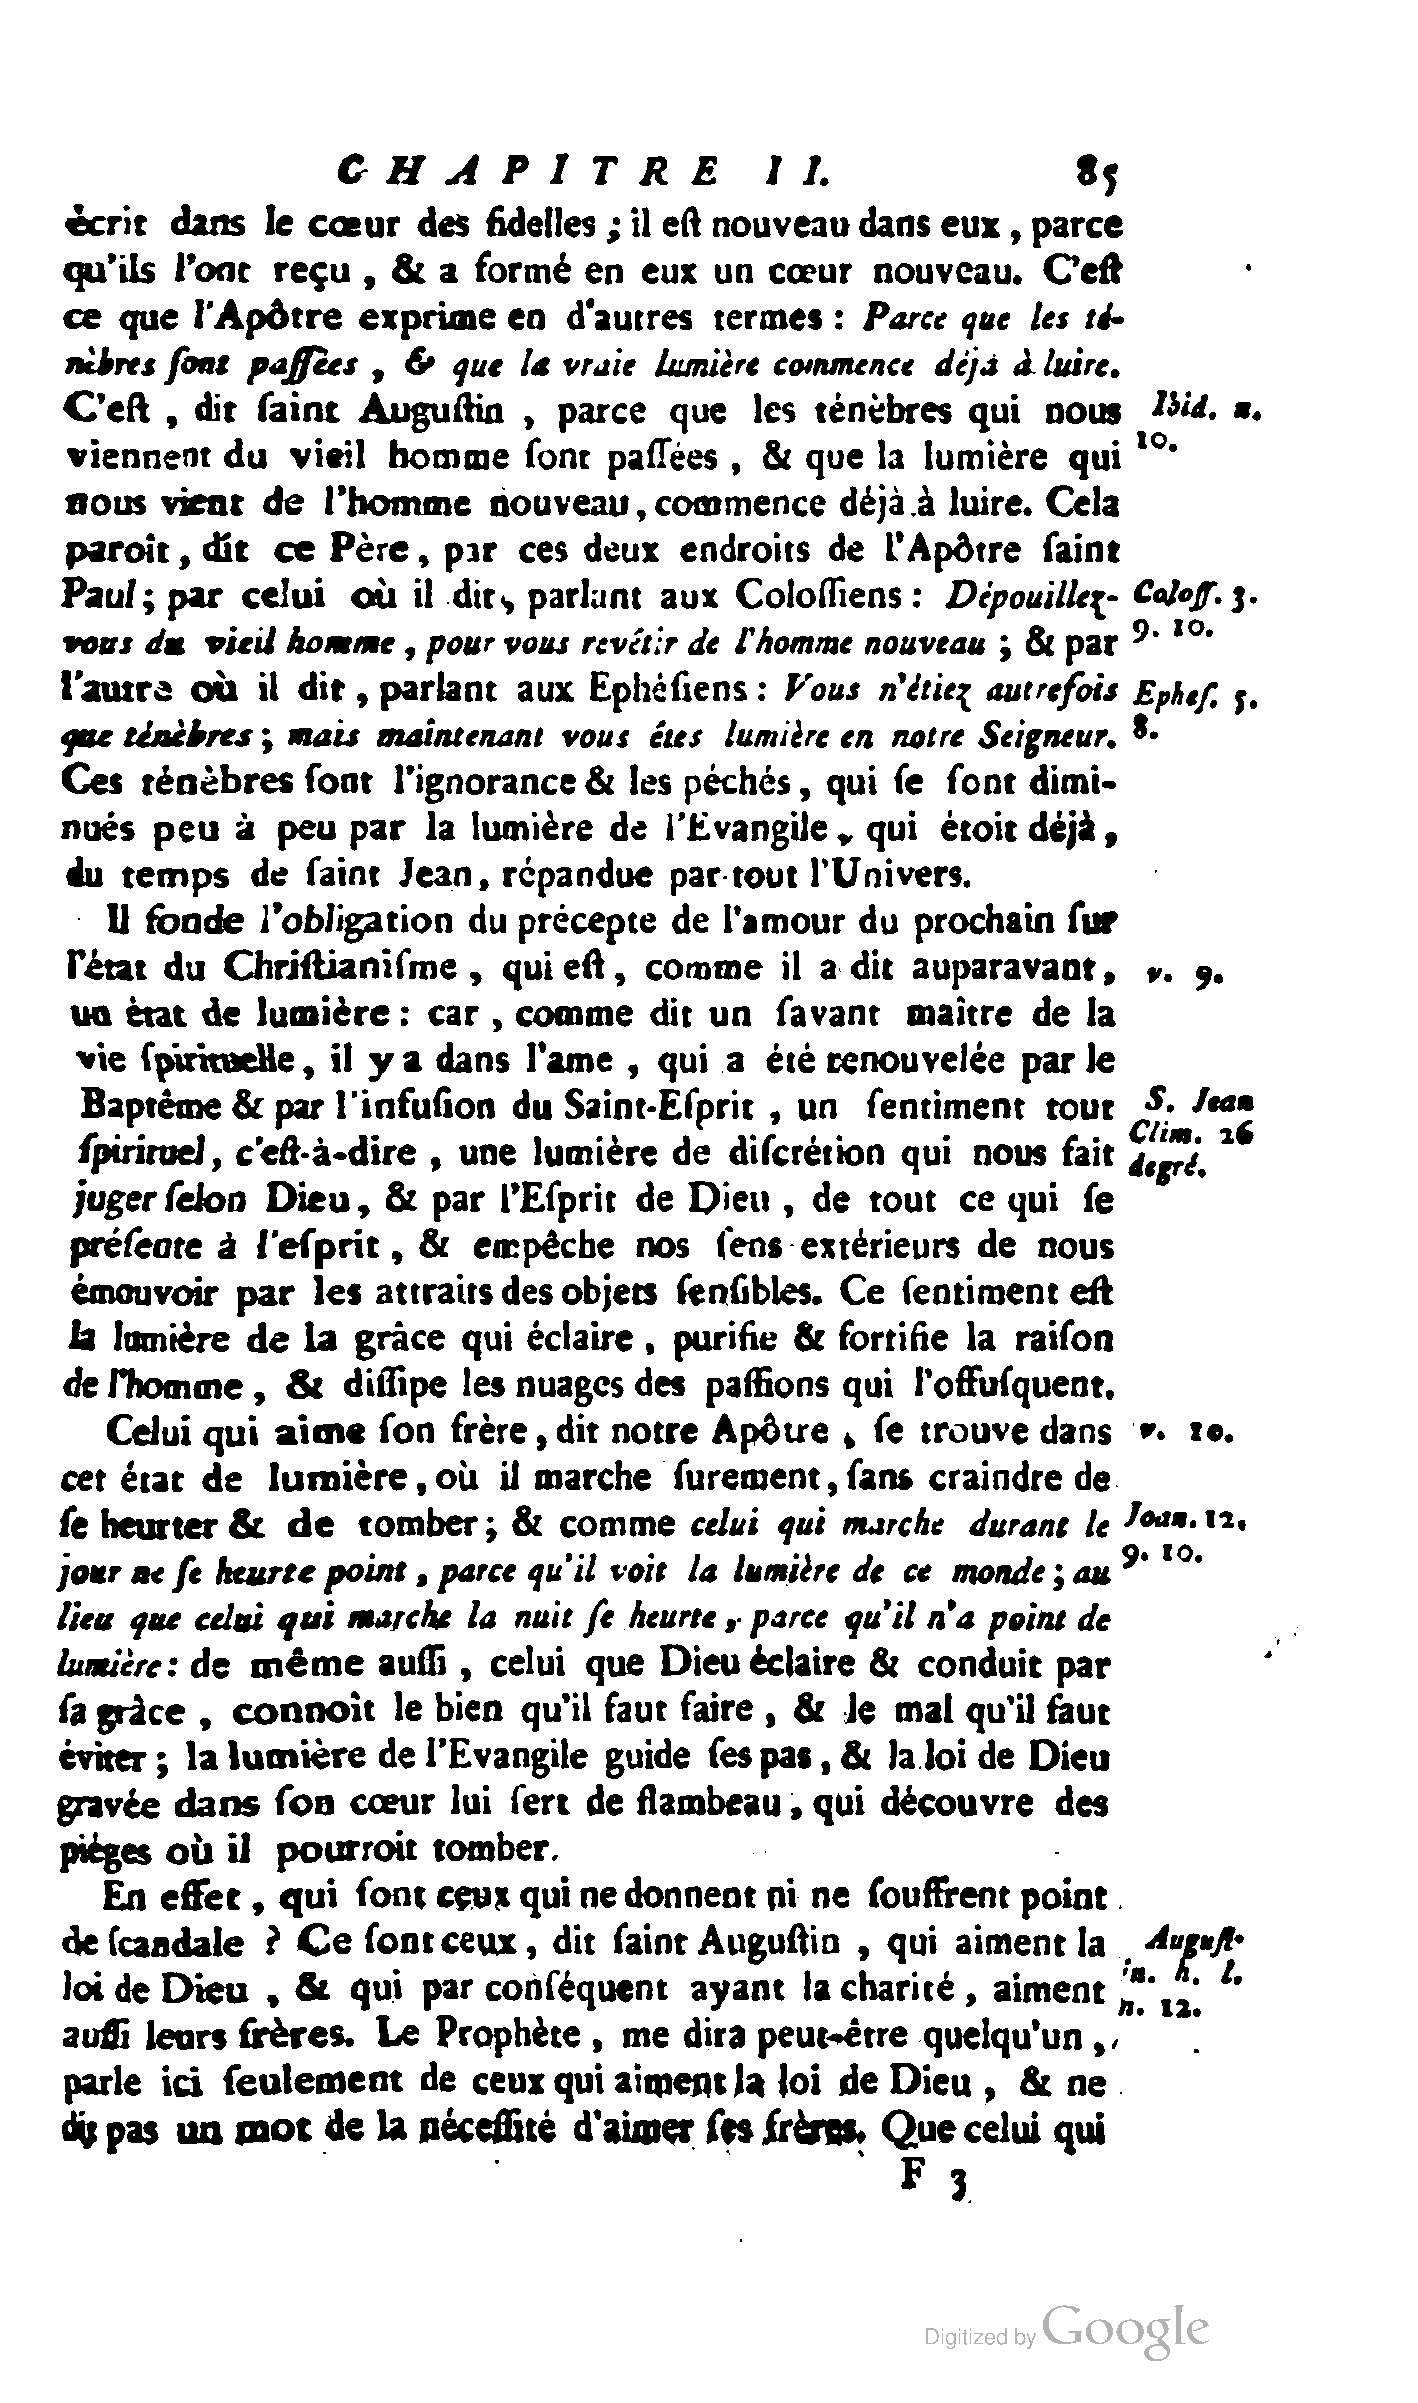 CHAPITRE II. 85
écrit dans le cœur des fidelles ; il eſt nouveau dans eux , parce
qu'ils l'ont reçu , & a formé en eux un cœur nouveau. C'eſt
ce que l'Apôtre exprime en d'autres termes : Parce que les té-
nèbres ſont paſſées , & que la vraie lumière commence déjà à luire.
C'eſt , dit ſaint Auguſtin , parce que les ténèbres qui nous
Ibid. n.
10.
viennent du vieil homme ſont paſſées , & que la lumière qui
nous vient de l'homme nouveau, commence déjà à luire. Cela
paroît, dit ce Père, par ces deux endroits de l'Apôtre ſaint
Paul ; par celui où il dit, parlant aux Coloſſiens : Dépouillez-
Coloſſ. 3.
9. 10.
vous du vieil homme , pour vous revêtir de l'homme nouveau ; & par
l'autre où il dit , parlant aux Ephéſiens : Vous n'étiez autrefois
Epheſ. 5.
8.
que ténèbres ; mais maintenant vous êtes lumière en notre Seigneur.
Ces ténèbres ſont l'ignorance & les péchés, qui ſe ſont dimi-
nués peu à peu par la lumière de l'Evangile, qui étoit déjà,
du temps de ſaint Jean, répandue par-tout l'Univers.
Il fonde l'obligation du précepte de l'amour du prochain ſur
l'état du Chriſtianiſme , qui eſt, comme il a dit auparavant,
v. 9.
un état de lumière : car , comme dit un ſavant maître de la
vie ſpirituelle, il y a dans l'ame , qui a été renouvelée par le
Baptême & par l'infuſion du Saint-Eſprit , un ſentiment tout
S. Jean
Clim. 26
degré.
ſpirituel, c'eſt-à-dire , une lumière de diſcrétion qui nous fait
juger ſelon Dieu, & par l'Eſprit de Dieu , de tout ce qui ſe
préſente à l'eſprit , & empêche nos ſens extérieurs de nous
émouvoir par les attraits des objets ſenſibles. Ce ſentiment eſt
la lumière de la grâce qui éclaire , purifie & fortifie la raiſon
de l'homme , & diſſipe les nuages des paſſions qui l'offuſquent.
Celui qui aime ſon frère, dit notre Apôtre , ſe trouve dans
v. 10.
cet état de lumière, où il marche ſurement, ſans craindre de
ſe heurter & de tomber ; & comme celui qui marche durant le
Joan. 12.
9. 10.
jour ne ſe heurte point , parce qu'il voit la lumière de ce monde ; au
lieu que celui qui marche la nuit ſe heurte , parce qu'il n'a point de
lumière : de même auſſi , celui que Dieu éclaire & conduit par
ſa grâce , connoît le bien qu'il faut faire , & le mal qu'il faut
éviter ; la lumière de l'Evangile guide ſes pas, & la loi de Dieu
gravée dans ſon cœur lui ſert de flambeau , qui découvre des
piéges où il pourroit tomber.
En effet , qui ſont ceux qui ne donnent ni ne ſouffrent point
de ſcandale ? Ce ſont ceux , dit ſaint Auguſtin , qui aiment la
Auguſt.
in. h. l.
n. 12.
loi de Dieu , & qui par conſéquent ayant la charité , aiment
auſſi leurs frères. Le Prophète , me dira peut-être quelqu'un ,
parle ici ſeulement de ceux qui aiment la loi de Dieu , & ne
dit pas un mot de la néceſſité d'aimer ſes frères. Que celui qui
F 3
Digitized by Google